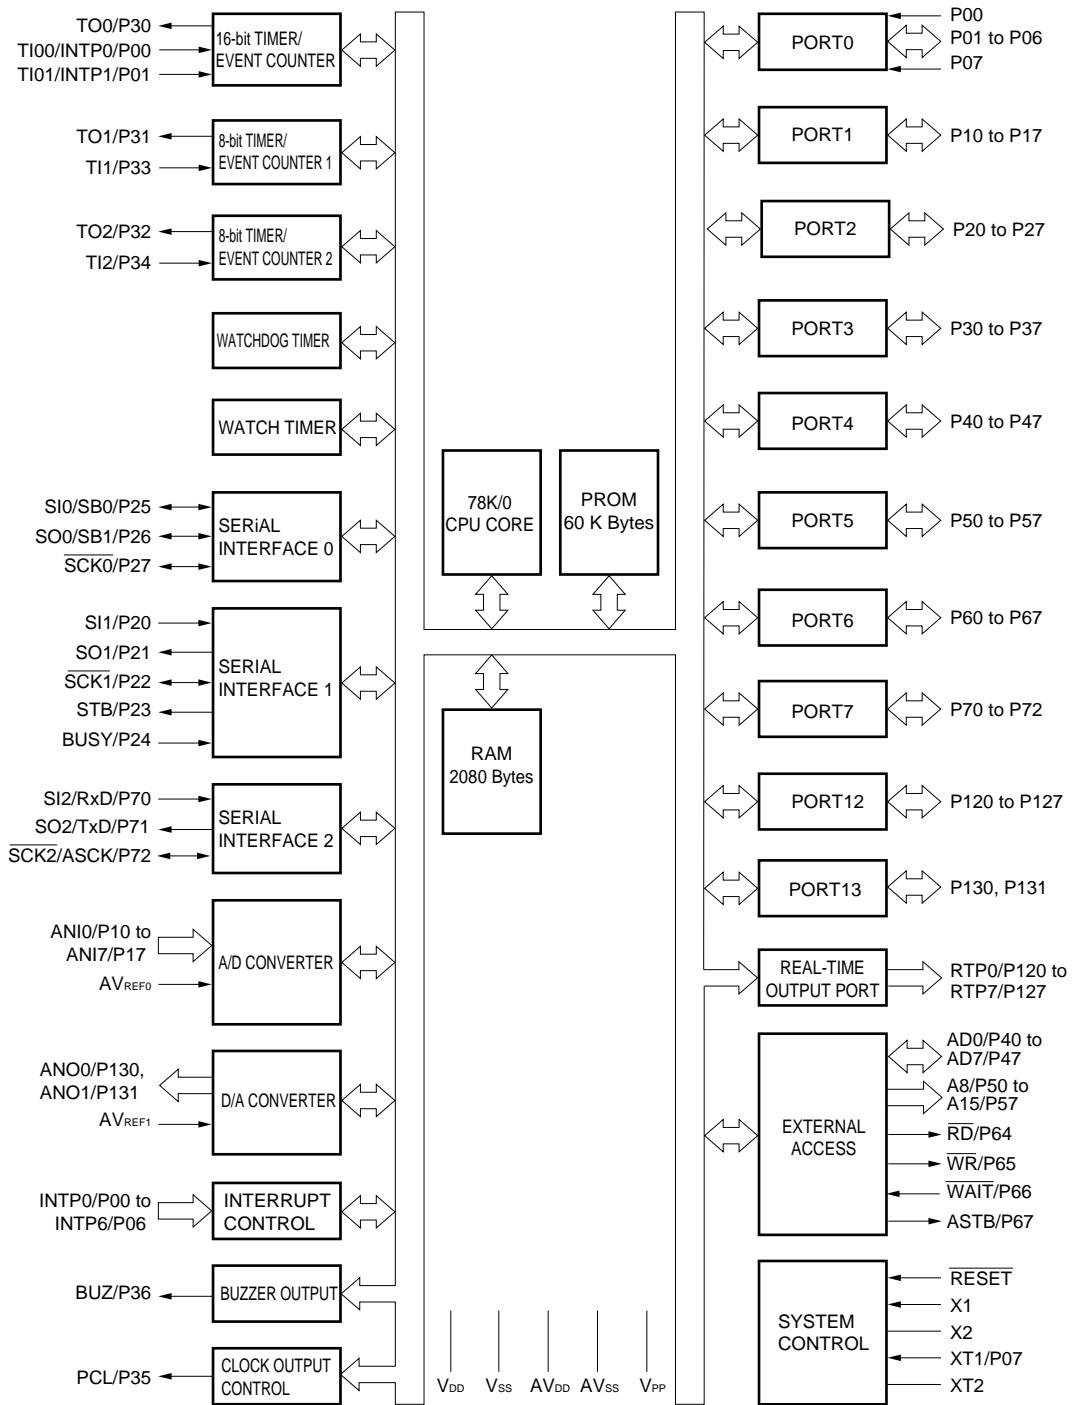 TO0/P30
TI00/INTP0/P00
TI01/INTP1/P01
16-bit TIMER/
EVENT COUNTER
TO1/P31
TI1/P33
8-bit TIMER/
EVENT COUNTER 1
TO2/P32
TI2/P34
8-bit TIMER/
EVENT COUNTER 2
WATCHDOG TIMER
WATCH TIMER
SI0/SB0/P25
SO0/SB1/P26
SCK0/P27
SERiAL
INTERFACE 0
SI1/P20
SO1/P21
SCK1/P22
STB/P23
BUSY/P24
SERIAL
INTERFACE 1
SI2/RxD/P70
SO2/TxD/P71
SCK2/ASCK/P72
SERIAL
INTERFACE 2
ANI0/P10 to
ANI7/P17
AVREF0
A/D CONVERTER
ANO0/P130,
ANO1/P131
AVREF1
D/A CONVERTER
INTP0/P00 to
INTP6/P06
INTERRUPT
CONTROL
BUZ/P36
BUZZER OUTPUT
PCL/P35
CLOCK OUTPUT
CONTROL
78K/0
CPU CORE
PROM
60 K Bytes
RAM
2080 Bytes
VDD VSS AVDD AVSS VPP
PORT0
P00
P01 to P06
P07
PORT1
P10 to P17
PORT2
P20 to P27
PORT3
P30 to P37
PORT4
P40 to P47
PORT5
P50 to P57
PORT6
P60 to P67
PORT7
P70 to P72
PORT12
P120 to P127
PORT13
P130, P131
REAL-TIME
OUTPUT PORT
RTP0/P120 to
RTP7/P127
EXTERNAL
ACCESS
AD0/P40 to
AD7/P47
A8/P50 to
A15/P57
RD/P64
WR/P65
WAIT/P66
ASTB/P67
SYSTEM
CONTROL
RESET
X1
X2
XT1/P07
XT2